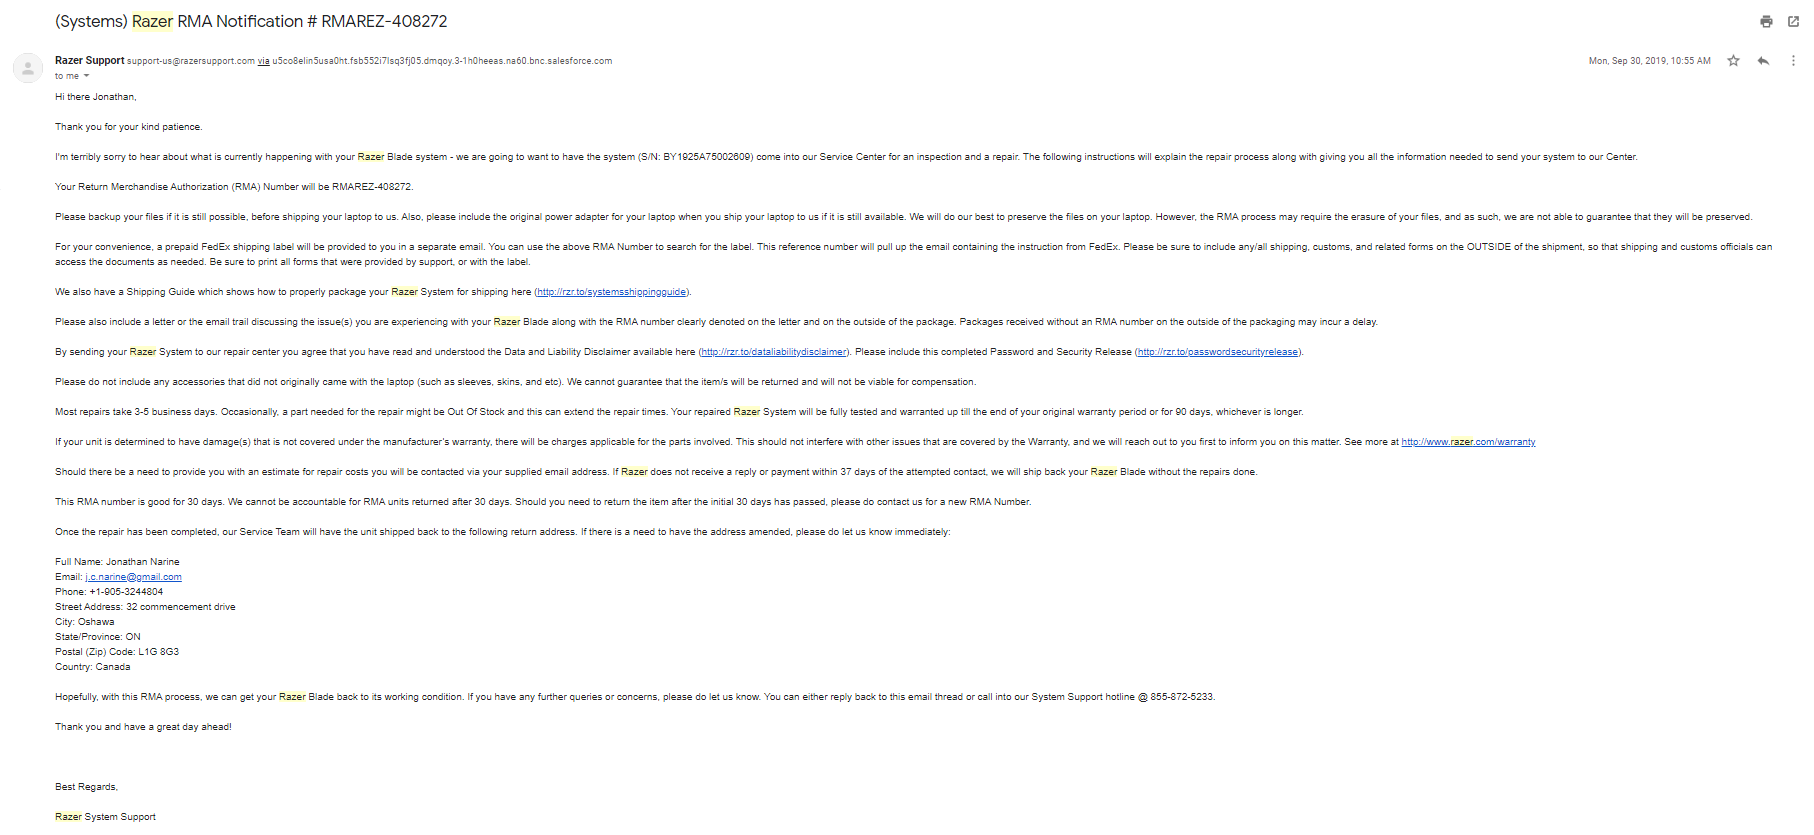 (Systems) Razer RMA Notification # RMAREZ-408272
Razer Support support-us@razersupport.com via u5co8elin5usa0ht.fsb552i7lsq3fj05.dmqoy.3-1h0heeas.na60.bnc.salesforce.com
Mon, Sep 30, 2019, 10:55 AM
to me
Hi there Jonathan,
Thank you for your kind patience.
I'm terribly sorry to hear about what is currently happening with your Razer Blade system - we are going to want to have the system (S/N: BY1925A75002609) come into our Service Center for an inspection and a repair. The following instructions will explain the repair process along with giving you all the information needed to send your system to our Center.
Your Return Merchandise Authorization (RMA) Number will be RMAREZ-408272.
Please backup your files if it is still possible, before shipping your laptop to us. Also, please include the original power adapter for your laptop when you ship your laptop to us if it is still available. We will do our best to preserve the files on your laptop. However, the RMA process may require the erasure of your files, and as such, we are not able to guarantee that they will be preserved.
For your convenience, a prepaid FedEx shipping label will be provided to you in a separate email. You can use the above RMA Number to search for the label. This reference number will pull up the email containing the instruction from FedEx. Please be sure to include any/all shipping, customs, and related forms on the OUTSIDE of the shipment, so that shipping and customs officials can
access the documents as needed. Be sure to print all forms that were provided by support, or with the label.
We also have a Shipping Guide which shows how to properly package your Razer System for shipping here (http://rzr.to/systemsshippingguide).
Please also include a letter or the email trail discussing the issue(s) you are experiencing with your Razer Blade along with the RMA number clearly denoted on the letter and on the outside of the package. Packages received without an RMA number on the outside of the packaging may incur a delay.
By sending your Razer System to our repair center you agree that you have read and understood the Data and Liability Disclaimer available here (http://rzr.to/dataliabilitydisclaimer). Please include this completed Password and Security Release (http://rzr.to/passwordsecurityrelease).
Please do not include any accessories that did not originally came with the laptop (such as sleeves, skins, and etc). We cannot guarantee that the item/s will be returned and will not be viable for compensation.
Most repairs take 3-5 business days. Occasionally, a part needed for the repair might be Out Of Stock and this can extend the repair times. Your repaired Razer System will be fully tested and warranted up till the end of your original warranty period or for 90 days, whichever is longer.
If your unit is determined to have damage(s) that is not covered under the manufacturer's warranty, there will be charges applicable for the parts involved. This should not interfere with other issues that are covered by the Warranty, and we will reach out to you first to inform you on this matter. See more at http://www.razer.com/warranty
Should there be a need to provide you with an estimate for repair costs you will be contacted via your supplied email address. If Razer does not receive a reply or payment within 37 days of the attempted contact, we will ship back your Razer Blade without the repairs done.
This RMA number is good for 30 days. We cannot be accountable for RMA units returned after 30 days. Should you need to return the item after the initial 30 days has passed, please do contact us for a new RMA Number.
Once the repair has been completed, our Service Team will have the unit shipped back to the following return address. If there is a need to have the address amended, please do let us know immediately:
Full Name: Jonathan Narine
Email: j.c.narine@gmail.com
Phone: +1-905-3244804
Street Address: 32 commencement drive
City: Oshawa
State/Province: ON
Postal (Zip) Code: L1G 8G3
Country: Canada
Hopefully, with this RMA process, we can get your Razer Blade back to its working condition. If you have any further queries or concerns, please do let us know. You can either reply back to this email thread or call into our System Support hotline @ 855-872-5233.
Thank you and have a great day ahead!
Best Regards,
Razer System Support